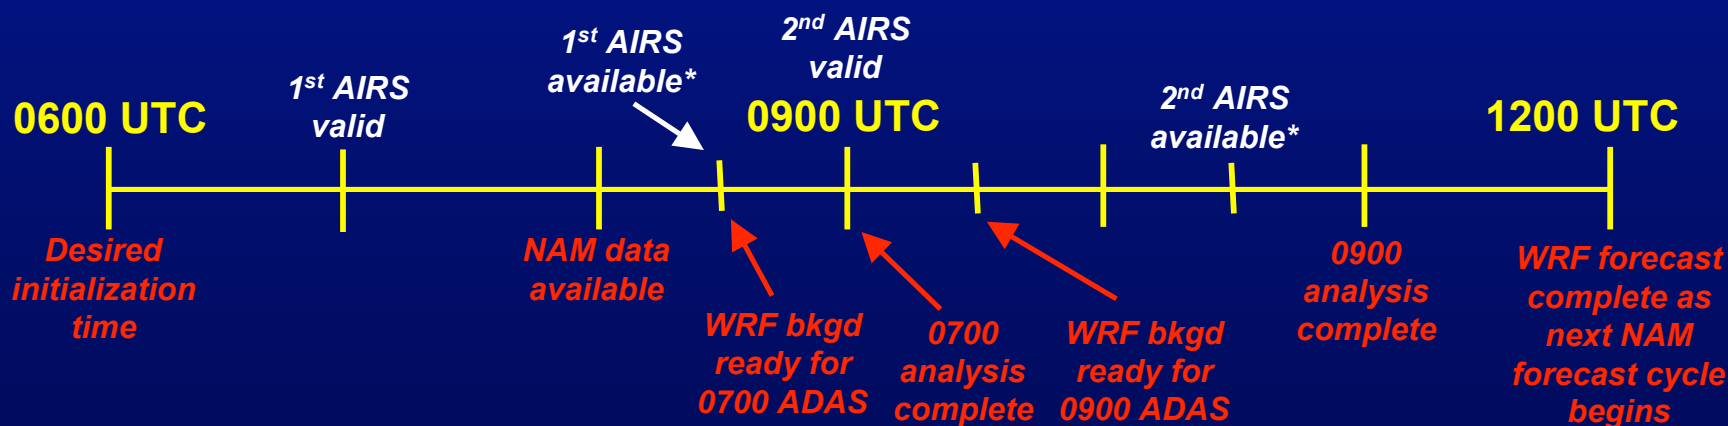 0600 UTC
1st AIRS
valid
1st AIRS
available*
2nd AIRS
valid
0900 UTC
2nd AIRS
available*
1200 UTC
Desired
initialization
time
NAM data
available
WRF bkgd
ready for
0700 ADAS
0700
analysis
complete
WRF bkgd
ready for
0900 ADAS
0900
analysis
complete
WRF forecast
complete as
next NAM
forecast cycle
begins